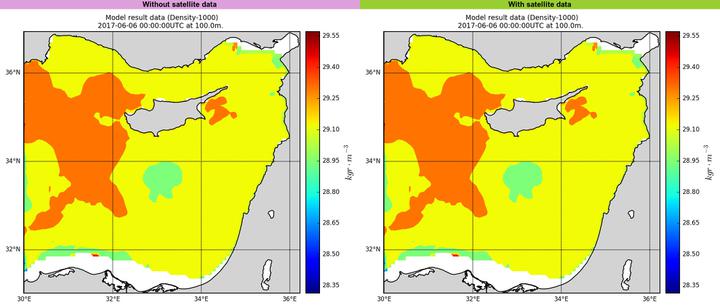 Without satellite data
Model result data (Density-1000)
2017-06-06 00:00:00UTC at 100.0m.
36°N
34°N
32°N
30°E
32°E
34°E
36°E
29.55
29.40
29.25
29.10
28.95
28.80
28.65
28.50
28.35
kgr · m⁻³
With satellite data
Model result data (Density-1000)
2017-06-06 00:00:00UTC at 100.0m.
36°N
34°N
32°N
30°E
32°E
34°E
36°E
29.55
29.40
29.25
29.10
28.95
28.80
28.65
28.50
28.35
kgr · m⁻³